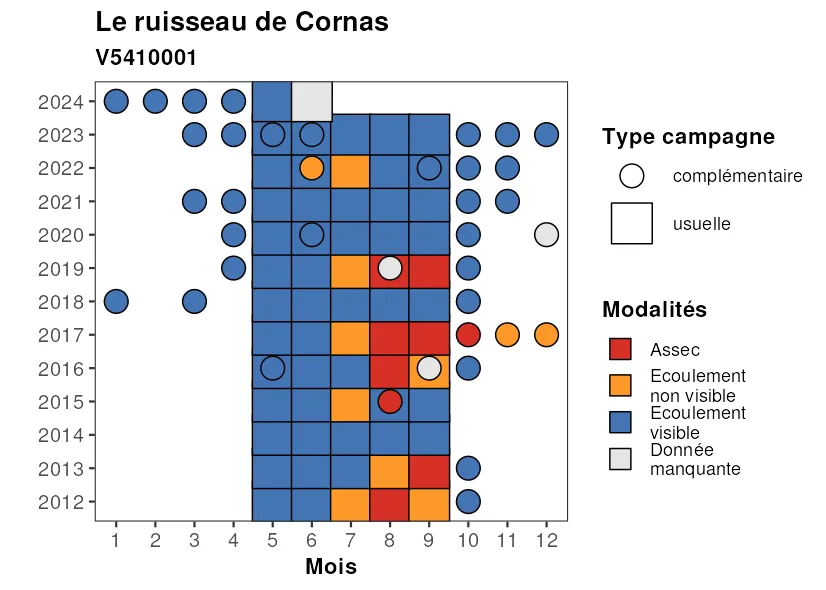 Le ruisseau de Cornas
V5410001
2024
2023
2022
2021
2020
2019
2018
2017
2016
2015
2014
2013
2012
1 2 3 4 5 6 7 8 9 10 11 12
Mois
Type campagne
complémentaire
usuelle
Modalités
Assec
Ecoulement
non visible
Ecoulement
visible
Donnée
manquante